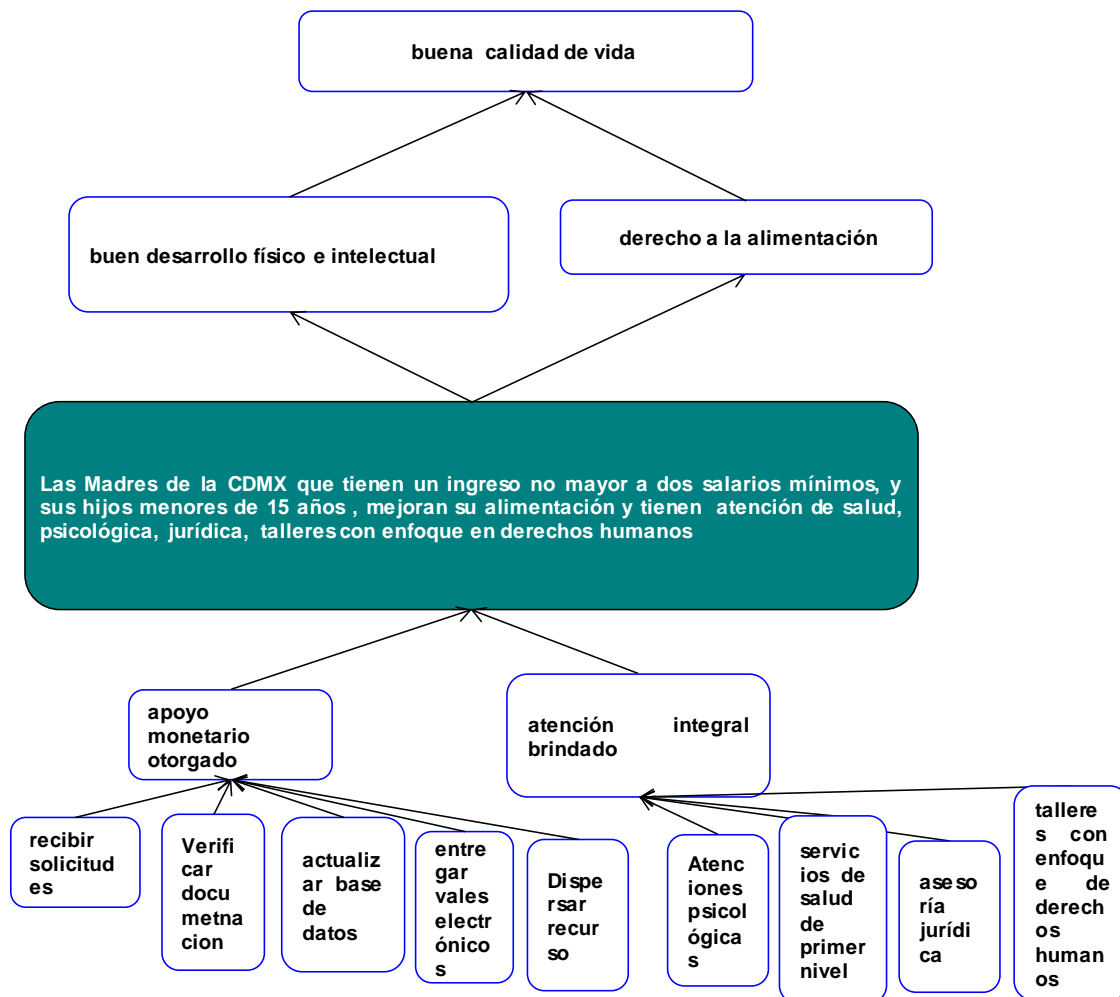 buena calidad de vida
buen desarrollo físico e intelectual
derecho a la alimentación
Las Madres de la CDMX que tienen un ingreso no mayor a dos salarios mínimos, y
sus hijos menores de 15 años , mejoran su alimentación y tienen atención de salud,
psicológica, jurídica, talleres con enfoque en derechos humanos
apoyo
monetario
otorgado
atención integral
brindado
recibir
solicitud
es
Verifi
car
docu
metna
cion
actualiz
ar base
de
datos
entre
gar
vales
electr
ónico
s
Dispe
rsar
recur
so
Atenc
iones
psicol
ógica
s
servic
ios de
salud
de
primer
nivel
aseso
ría
jurídi
ca
tallere
s con
enfoqu
e de
derech
os
human
os